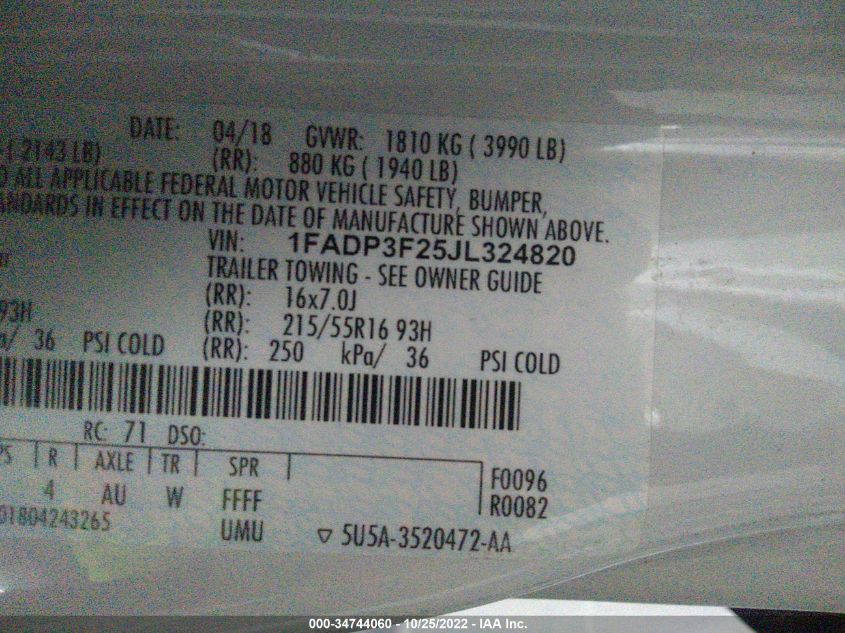 DATE: 04/18 GVWR: 1810 KG ( 3990 LB)
( 2143 LB) (RR): 880 KG ( 1940 LB)
ALL APPLICABLE FEDERAL MOTOR VEHICLE SAFETY, BUMPER,
IN EFFECT ON THE DATE OF MANUFACTURE SHOWN ABOVE.
VIN: 1FADP3F25JL324820
TRAILER TOWING - SEE OWNER GUIDE
(RR): 16x7.0J
93H (RR): 215/55R16 93H
/ 36 PSI COLD (RR): 250 kPa/ 36 PSI COLD
RC: 71 DSO:
R AXLE TR SPR F0096
4 AU W FFFF R0082
01804243265 UMU ▽ 5U5A-3520472-AA
000-34744060 - 10/25/2022 - IAA Inc.